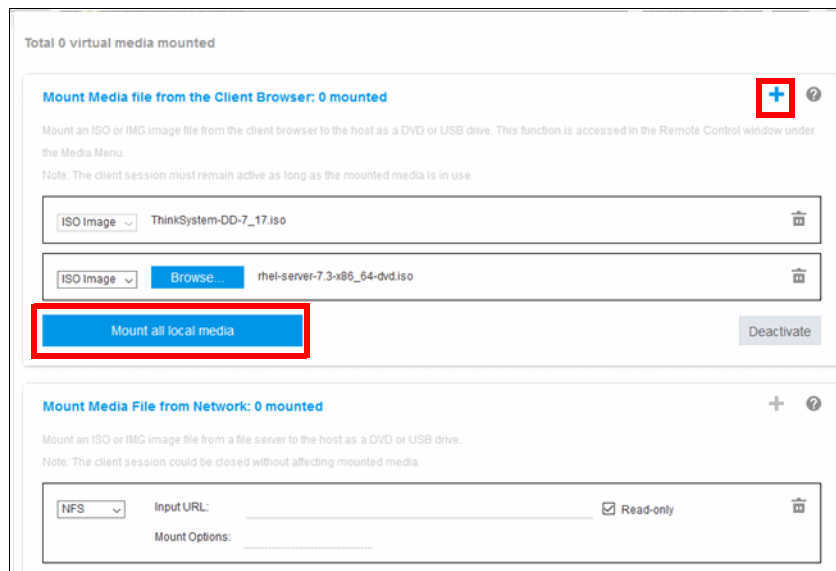 Total 0 virtual media mounted
Mount Media file from the Client Browser: 0 mounted
Mount an ISO or IMG image file from the client browser to the host as a DVD or USB drive. This function is accessed in the Remote Control window under
the Media Menu.
Note: The client session must remain active as long as the mounted media is in use.
ISO Image ThinkSystem-DD-7_17.iso
ISO Image Browse... rhel-server-7.3-x86_64-dvd.iso
Mount all local media Deactivate
Mount Media File from Network: 0 mounted
Mount an ISO or IMG image file from a file server to the host as a DVD or USB drive.
Note: The client session could be closed without affecting mounted media.
NFS Input URL: Read-only
Mount Options: